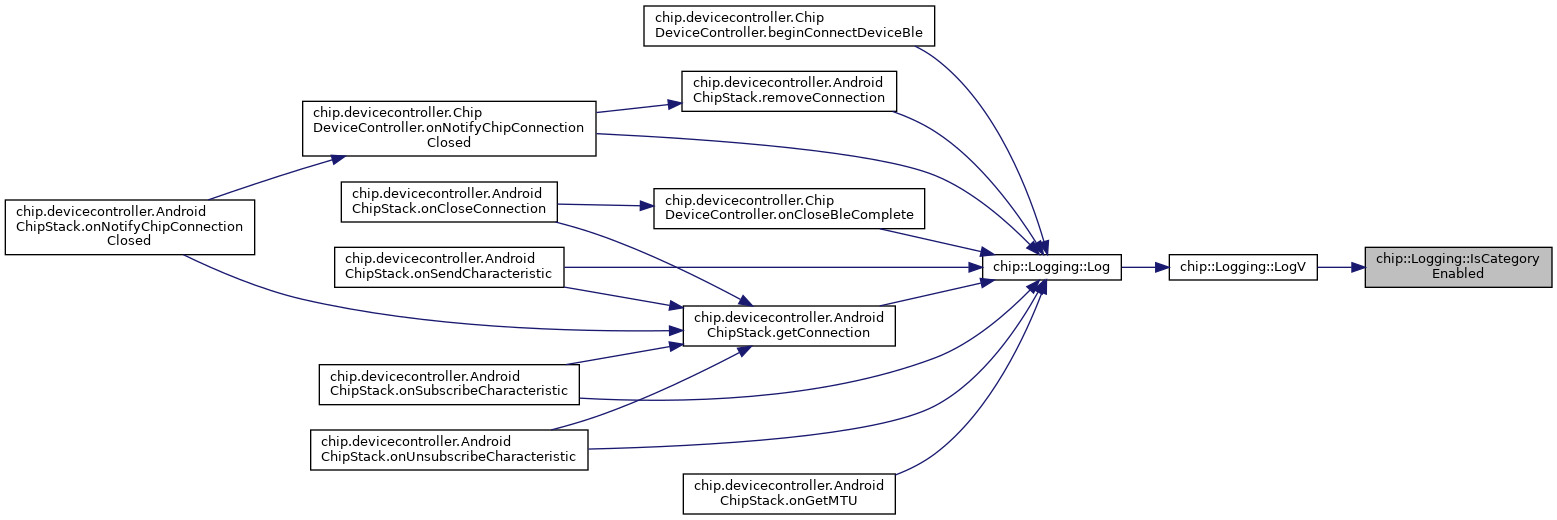 chip.devicecontroller.Chip
DeviceController.beginConnectDeviceBle
chip.devicecontroller.Android
ChipStack.removeConnection
chip.devicecontroller.Chip
DeviceController.onNotifyChipConnection
Closed
chip.devicecontroller.Android
ChipStack.onCloseConnection
chip.devicecontroller.Chip
DeviceController.onCloseBleComplete
chip.devicecontroller.Android
ChipStack.onNotifyChipConnection
Closed
chip.devicecontroller.Android
ChipStack.onSendCharacteristic
chip::Logging::Log
chip::Logging::LogV
chip::Logging::IsCategory
Enabled
chip.devicecontroller.Android
ChipStack.getConnection
chip.devicecontroller.Android
ChipStack.onSubscribeCharacteristic
chip.devicecontroller.Android
ChipStack.onUnsubscribeCharacteristic
chip.devicecontroller.Android
ChipStack.onGetMTU